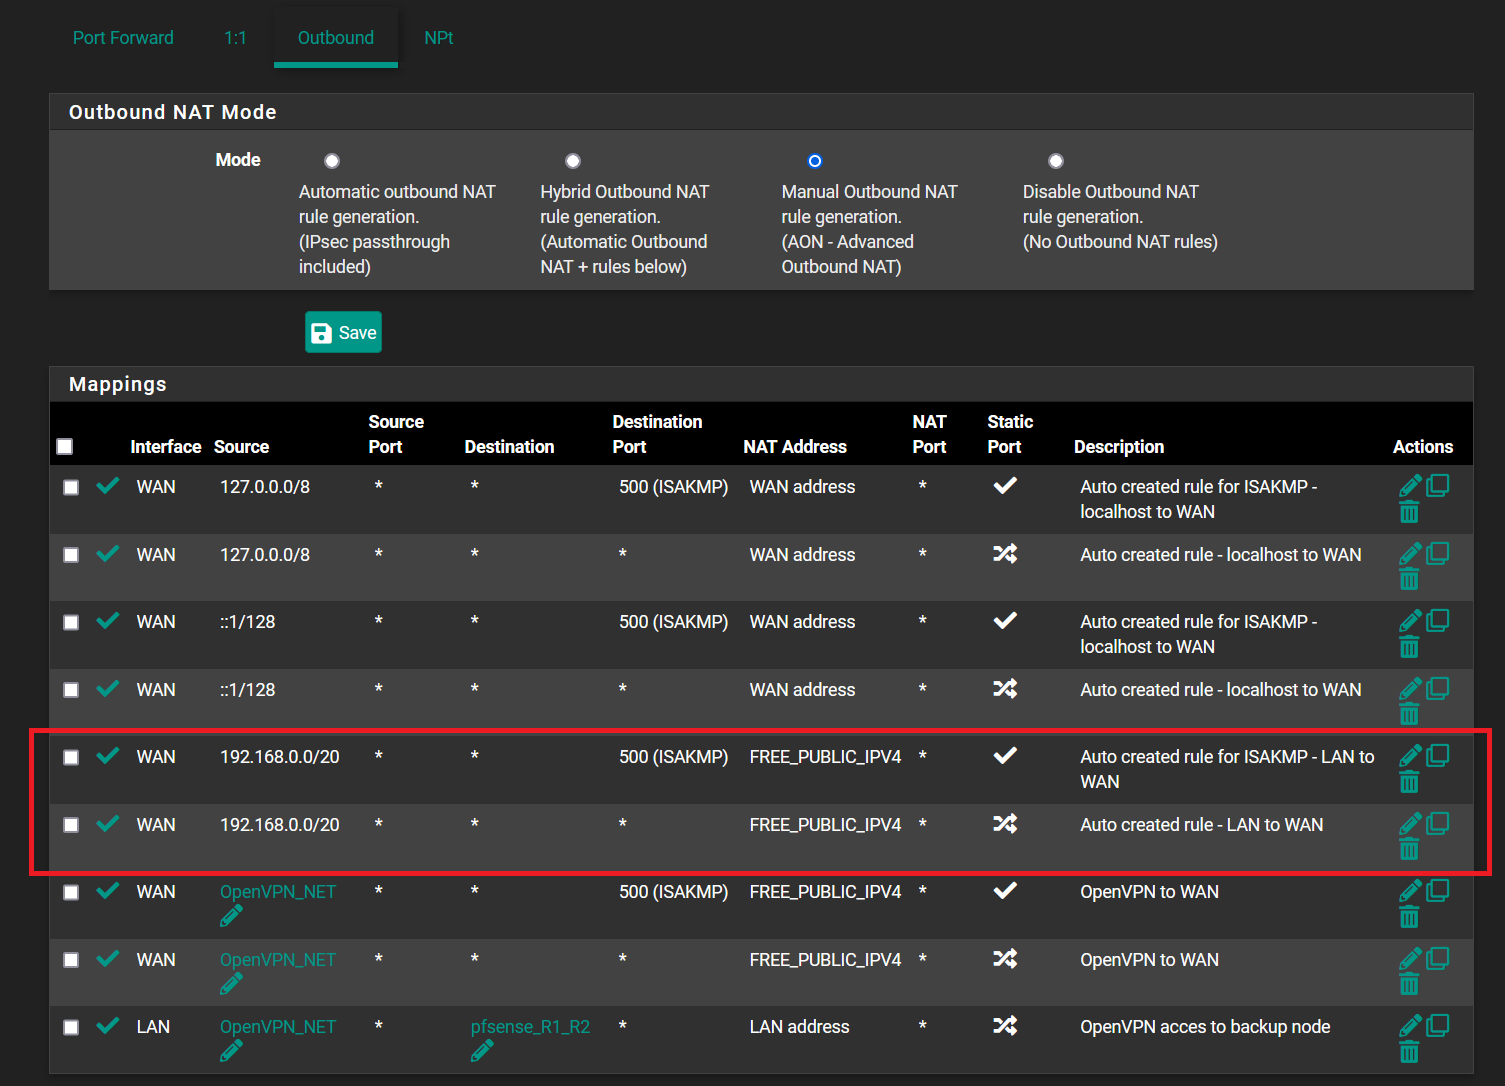 Port Forward 1:1 Outbound NPt
Outbound NAT Mode
Mode
Automatic outbound NAT
rule generation.
(IPsec passthrough
included)
Hybrid Outbound NAT
rule generation.
(Automatic Outbound
NAT + rules below)
Manual Outbound NAT
rule generation.
(AON - Advanced
Outbound NAT)
Disable Outbound NAT
rule generation.
(No Outbound NAT rules)
Save
Mappings
Interface Source Source Port Destination Destination Port NAT Address NAT Port Static Port Description Actions
WAN 127.0.0.0/8 * * 500 (ISAKMP) WAN address * Auto created rule for ISAKMP -
localhost to WAN
WAN 127.0.0.0/8 * * * WAN address * Auto created rule - localhost to WAN
WAN ::1/128 * * 500 (ISAKMP) WAN address * Auto created rule for ISAKMP -
localhost to WAN
WAN ::1/128 * * * WAN address * Auto created rule - localhost to WAN
WAN 192.168.0.0/20 * * 500 (ISAKMP) FREE_PUBLIC_IPV4 * Auto created rule for ISAKMP - LAN to
WAN
WAN 192.168.0.0/20 * * * FREE_PUBLIC_IPV4 * Auto created rule - LAN to WAN
WAN OpenVPN_NET * * 500 (ISAKMP) FREE_PUBLIC_IPV4 * OpenVPN to WAN
WAN OpenVPN_NET * * * FREE_PUBLIC_IPV4 * OpenVPN to WAN
LAN OpenVPN_NET * pfsense_R1_R2 * LAN address * OpenVPN acces to backup node